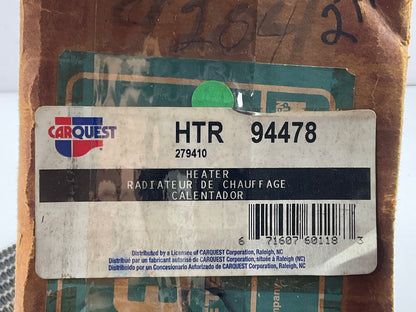 4284
CARQUEST
HTR 94478
279410
HEATER
RADIATEUR DE CHAUFFAGE
CALENTADOR
6 71607 60118 3
Distributed by a Licensee of CARQUEST Corporation, Raleigh, NC
Distribué par un fabricant autorisé de CARQUEST Corporation, située à Raleigh (NC)
Distribuido por un Concesionario Autorizado de CARQUEST Corporation, Raleigh, NC